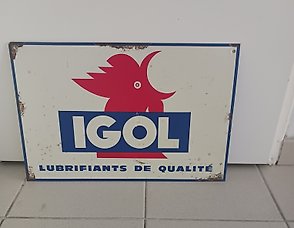 IGOL
LUBRIFIANTS DE QUALITÉ